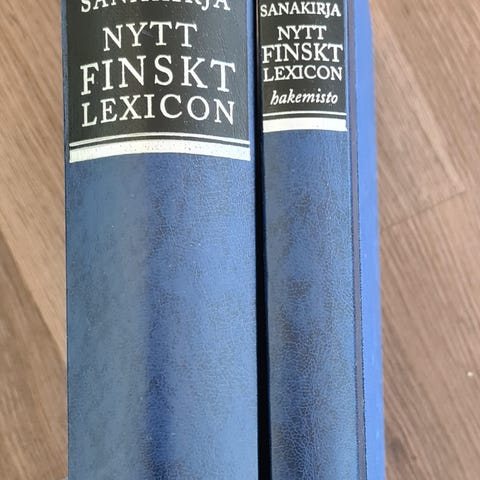 SANAKIRJA
NYTT
FINSKT
LEXICON
SANAKIRJA
NYTT
FINSKT
LEXICON
hakemisto